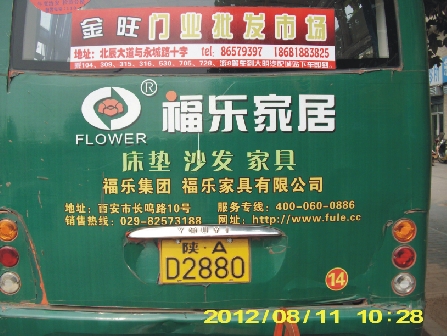 金旺门业批发市场
地址:北辰大道与永城路十字 tel: 86579397 18681883825
® 福乐家居
FLOWER
床垫 沙发 家具
福乐集团 福乐家具有限公司
地址:西安市长鸣路10号 服务专线:400-060-0886
销售热线:029-82573188 网址:http://www.fule.cc
陕·A
D2880
14
2012/08/11 10:28